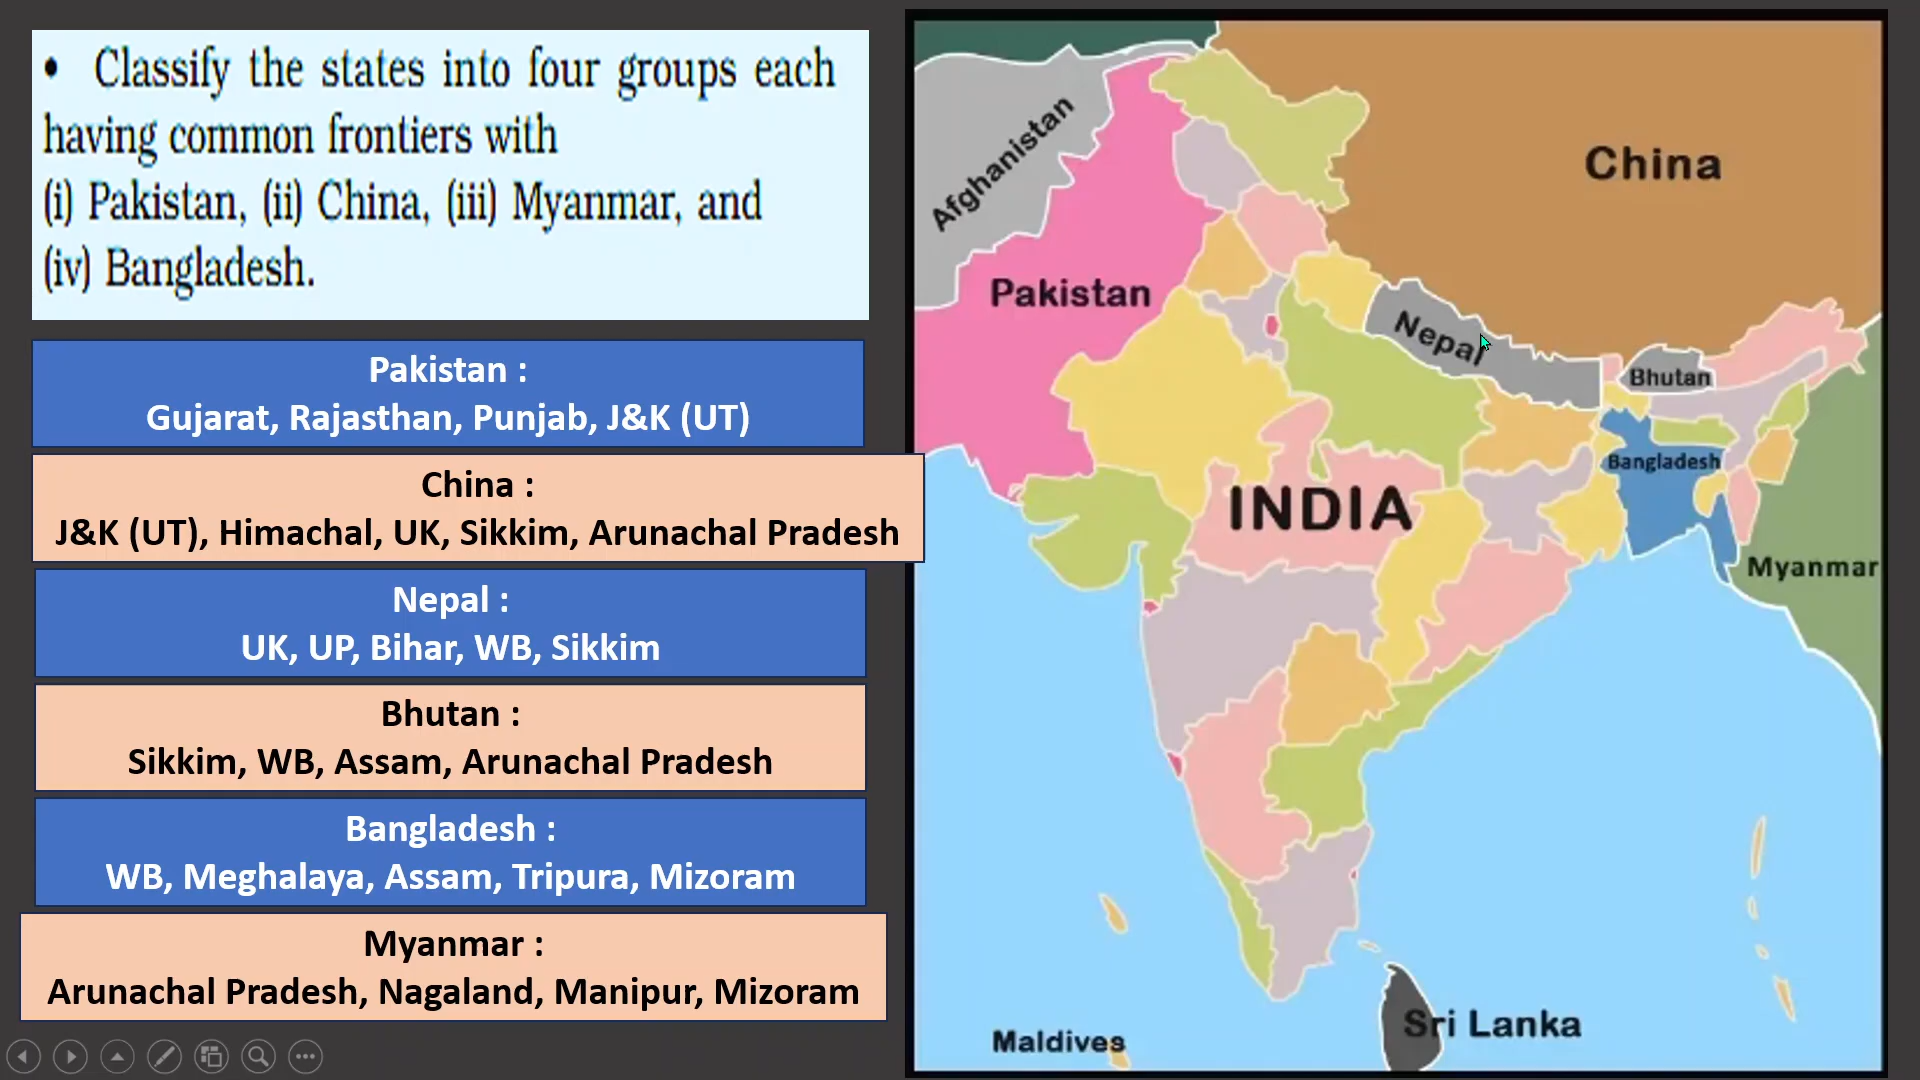 • Classify the states into four groups each
having common frontiers with
(i) Pakistan, (ii) China, (iii) Myanmar, and
(iv) Bangladesh.
Pakistan :
Gujarat, Rajasthan, Punjab, J&K (UT)
China :
J&K (UT), Himachal, UK, Sikkim, Arunachal Pradesh
Nepal :
UK, UP, Bihar, WB, Sikkim
Bhutan :
Sikkim, WB, Assam, Arunachal Pradesh
Bangladesh :
WB, Meghalaya, Assam, Tripura, Mizoram
Myanmar :
Arunachal Pradesh, Nagaland, Manipur, Mizoram
Afghanistan
China
Pakistan
Nepal
Bhutan
Bangladesh
INDIA
Myanmar
Sri Lanka
Maldives